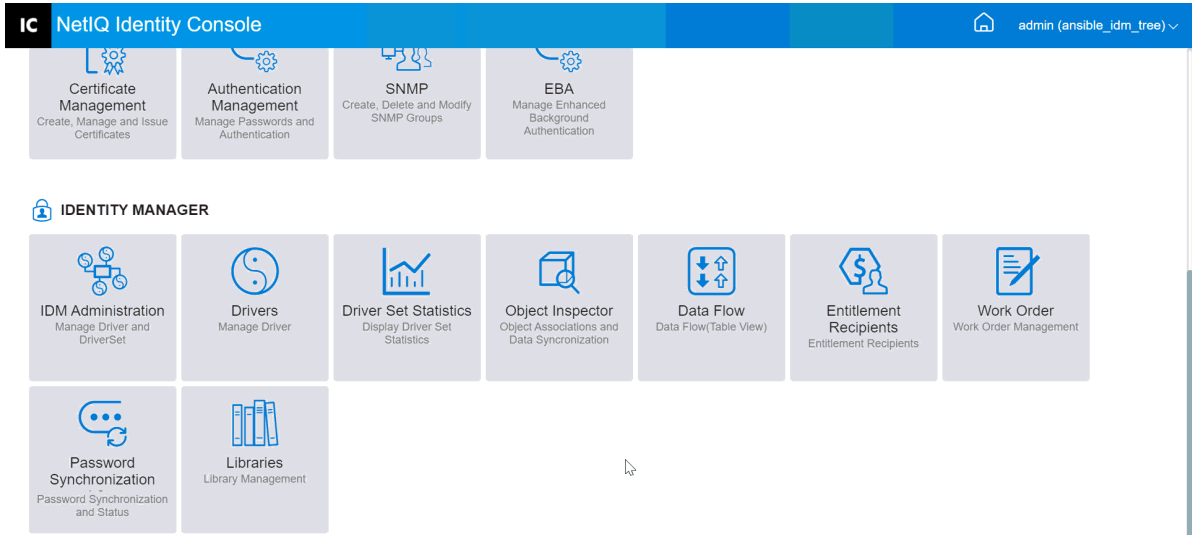 IC NetIQ Identity Console admin (ansible_idm_tree)
Certificate Management
Create, Manage and Issue Certificates
Authentication Management
Manage Passwords and Authentication
SNMP
Create, Delete and Modify SNMP Groups
EBA
Manage Enhanced Background Authentication
IDENTITY MANAGER
IDM Administration
Manage Driver and DriverSet
Drivers
Manage Driver
Driver Set Statistics
Display Driver Set Statistics
Object Inspector
Object Associations and Data Syncronization
Data Flow
Data Flow(Table View)
Entitlement Recipients
Entitlement Recipients
Work Order
Work Order Management
Password Synchronization
Password Synchronization and Status
Libraries
Library Management